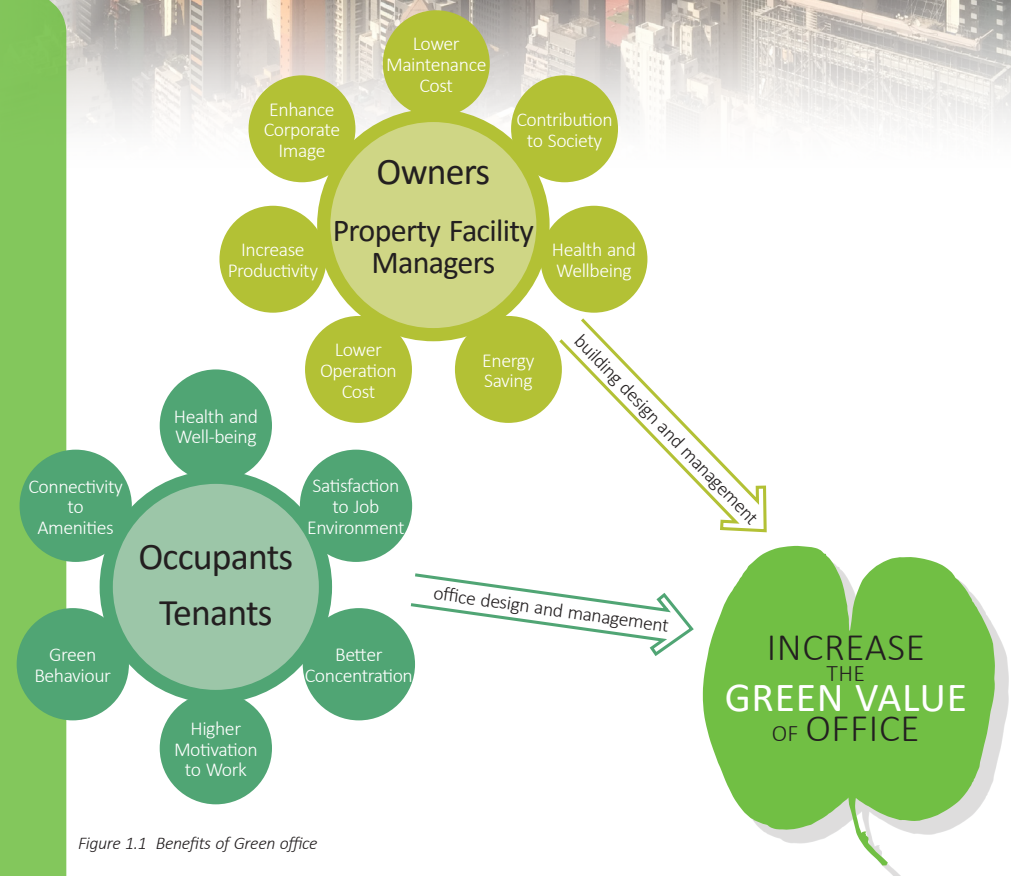 Lower
Maintenance
Cost
Enhance
Corporate
Image
Contribution
to Society
Owners
Property Facility
Managers
Increase
Productivity
Health and
Wellbeing
Lower
Operation
Cost
Energy
Saving
building design and management
Health and
Well-being
Connectivity
to
Amenities
Satisfaction
to Job
Environment
Occupants
Tenants
Green
Behaviour
Better
Concentration
Higher
Motivation
to Work
office design and management
INCREASE
THE
GREEN VALUE
OF OFFICE
Figure 1.1 Benefits of Green office